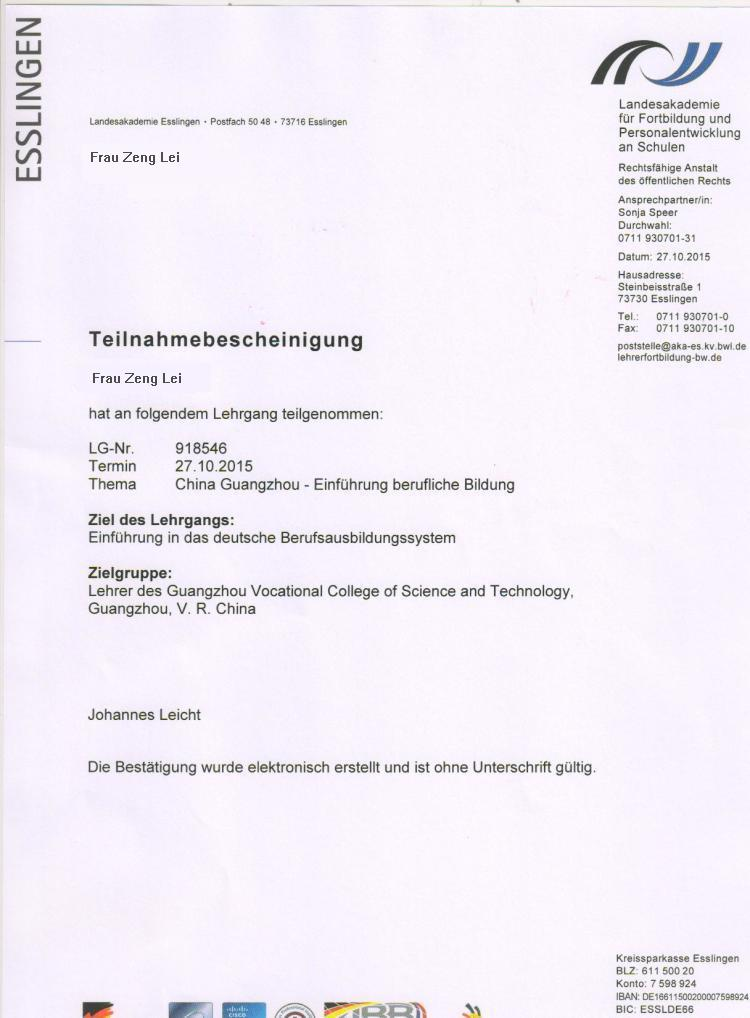 ESSLINGEN
Landesakademie Esslingen • Postfach 50 48 • 73716 Esslingen
Frau Zeng Lei
Landesakademie
für Fortbildung und
Personalentwicklung
an Schulen
Rechtsfähige Anstalt
des öffentlichen Rechts
Ansprechpartner/in:
Sonja Speer
Durchwahl:
0711 930701-31
Datum: 27.10.2015
Hausadresse:
Steinbeisstraße 1
73730 Esslingen
Tel.: 0711 930701-0
Fax: 0711 930701-10
poststelle@aka-es.kv.bwl.de
lehrerfortbildung-bw.de
Teilnahmebescheinigung
Frau Zeng Lei
hat an folgendem Lehrgang teilgenommen:
LG-Nr. 918546
Termin 27.10.2015
Thema China Guangzhou - Einführung berufliche Bildung
Ziel des Lehrgangs:
Einführung in das deutsche Berufsausbildungssystem
Zielgruppe:
Lehrer des Guangzhou Vocational College of Science and Technology,
Guangzhou, V. R. China
Johannes Leicht
Die Bestätigung wurde elektronisch erstellt und ist ohne Unterschrift gültig.
Kreissparkasse Esslingen
BLZ: 611 500 20
Konto: 7 598 924
IBAN: DE16611500200007598924
BIC: ESSLDE66
CISCO